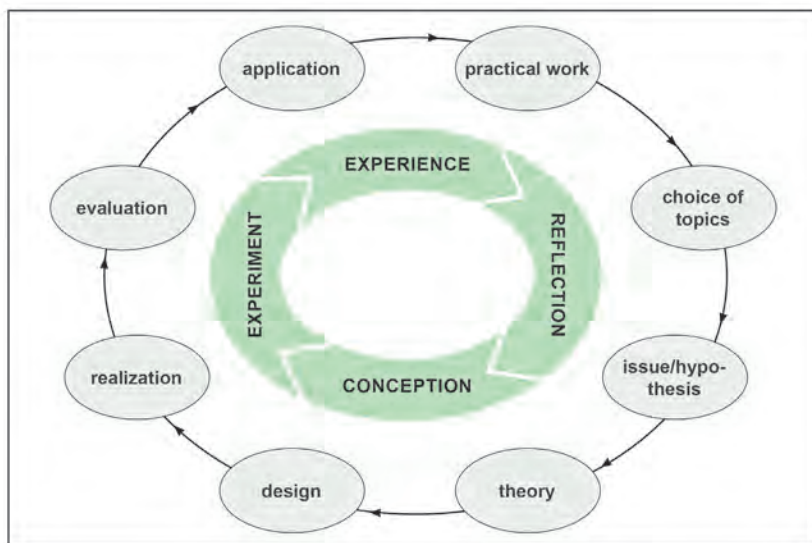 application
practical work
EXPERIENCE
evaluation
choice of
topics
EXPERIMENT
REFLECTION
realization
CONCEPTION
issue/hypo-
thesis
design
theory